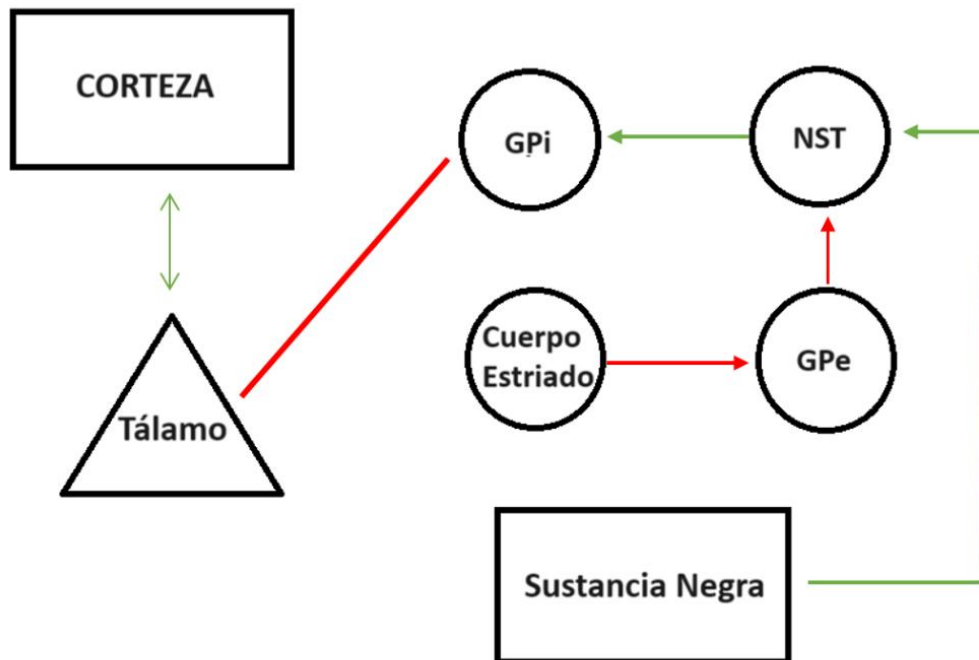 CORTEZA
GPi
NST
Cuerpo
Estriado
GPe
Tálamo
Sustancia Negra